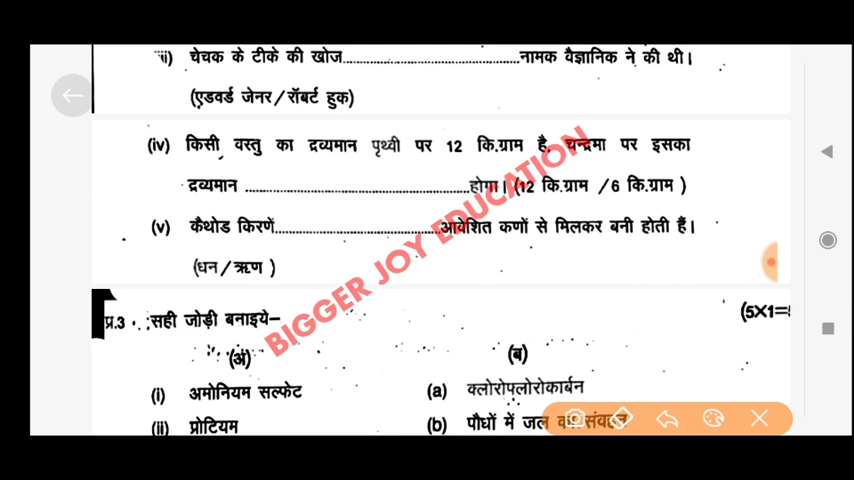 iii) चेचक के टीके की खोज..............................................नामक वैज्ञानिक ने की थी।
(एडवर्ड जेनर/रॉबर्ट हुक)
(iv) किसी वस्तु का द्रव्यमान पृथ्वी पर 12 कि.ग्राम है, चन्द्रमा पर इसका
द्रव्यमान ..........................................................होगा। (12 कि.ग्राम /6 कि.ग्राम )
(v) कैथोड किरणें..........................................आवेशित कणों से मिलकर बनी होती हैं।
(धन/ऋण )
BIGGER JOY EDUCATION
प्र.3 सही जोड़ी बनाइये– (5X1=
(अ) (ब)
(i) अमोनियम सल्फेट (a) क्लोरोफ्लोरोकार्बन
(ii) प्रोटियम (b) पौधों में जल का संवहन